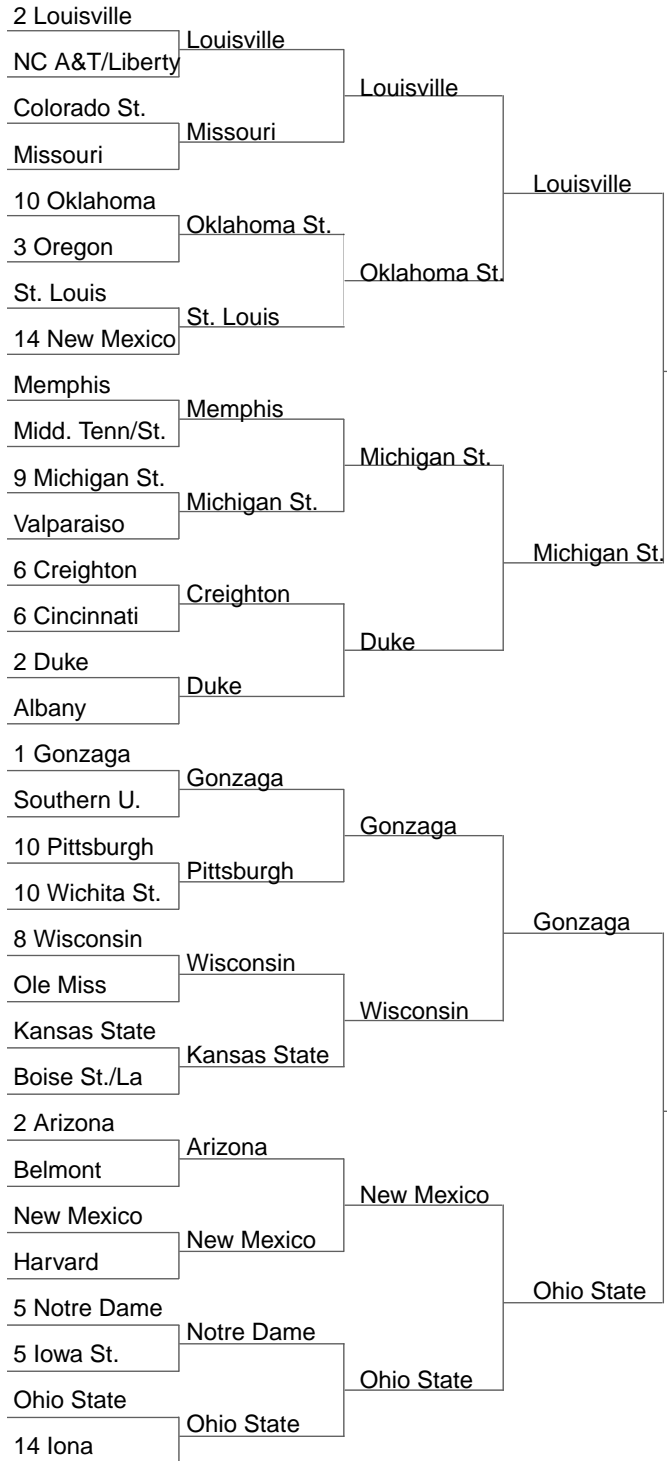 2 Louisville
NC A&T/Liberty
Colorado St.
Missouri
10 Oklahoma
3 Oregon
St. Louis
14 New Mexico
Memphis
Midd. Tenn/St.
9 Michigan St.
Valparaiso
6 Creighton
6 Cincinnati
2 Duke
Albany
1 Gonzaga
Southern U.
10 Pittsburgh
10 Wichita St.
8 Wisconsin
Ole Miss
Kansas State
Boise St./La
2 Arizona
Belmont
New Mexico
Harvard
5 Notre Dame
5 Iowa St.
Ohio State
14 Iona
Louisville
Missouri
Oklahoma St.
St. Louis
Memphis
Michigan St.
Creighton
Duke
Gonzaga
Pittsburgh
Wisconsin
Kansas State
Arizona
New Mexico
Notre Dame
Ohio State
Louisville
Oklahoma St.
Michigan St.
Duke
Gonzaga
Wisconsin
New Mexico
Ohio State
Louisville
Michigan St.
Gonzaga
Ohio State